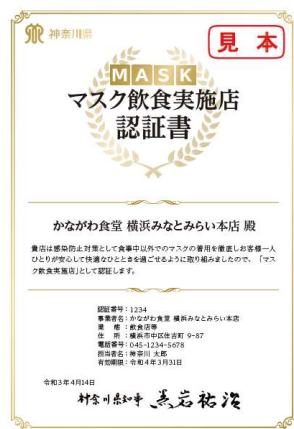 神奈川県
見本
MASK
マスク飲食実施店
認証書
かながわ食堂 横浜みなとみらい本店 殿
貴店は感染防止対策として食事中以外でのマスクの着用を徹底しお客様一人
ひとりが安心して快適なひとときを過ごせるように取り組みましたので、「マス
ク飲食実施店」として認証します。
認証番号:1234
事業者名:かながわ食堂 横浜みなとみらい本店
業 態:飲食店等
住 所:横浜市中区住吉町 9-87
電話番号:045-1234-5678
担当者名:神奈川 太郎
有効期限:令和4年3月31日
令和3年4月14日
神奈川県知事 黒岩祐治